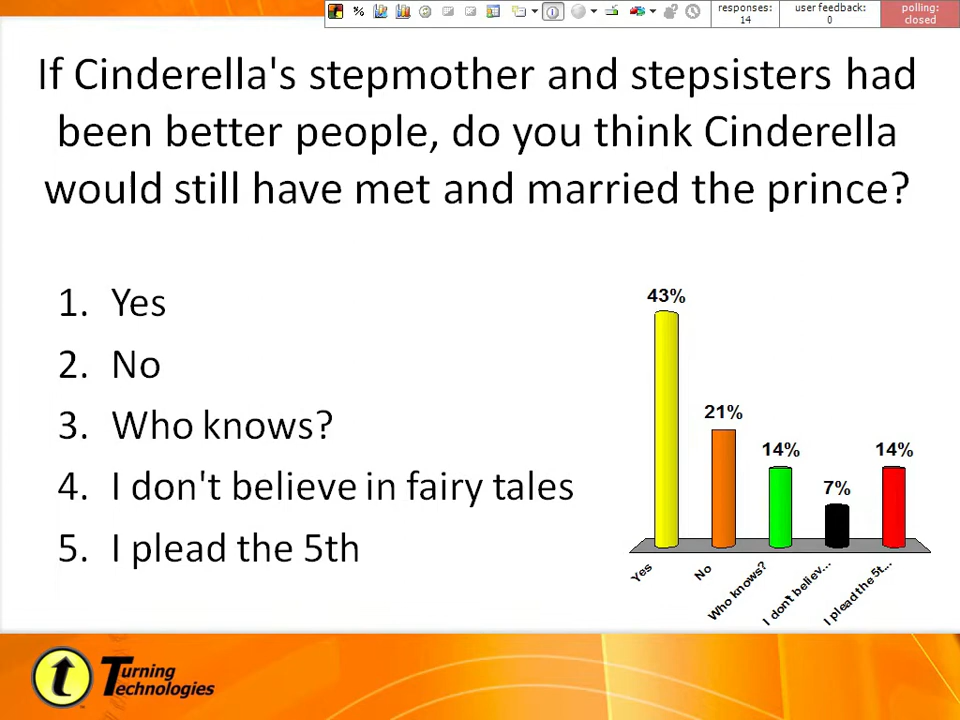 responses:
14
user feedback:
0
polling:
closed
%
If Cinderella's stepmother and stepsisters had
been better people, do you think Cinderella
would still have met and married the prince?
1. Yes
2. No
3. Who knows?
4. I don't believe in fairy tales
5. I plead the 5th
43%
21%
14%
7%
14%
Yes
No
Who knows?
I don't believ...
I plead the 5t...
t
Turning
Technologies